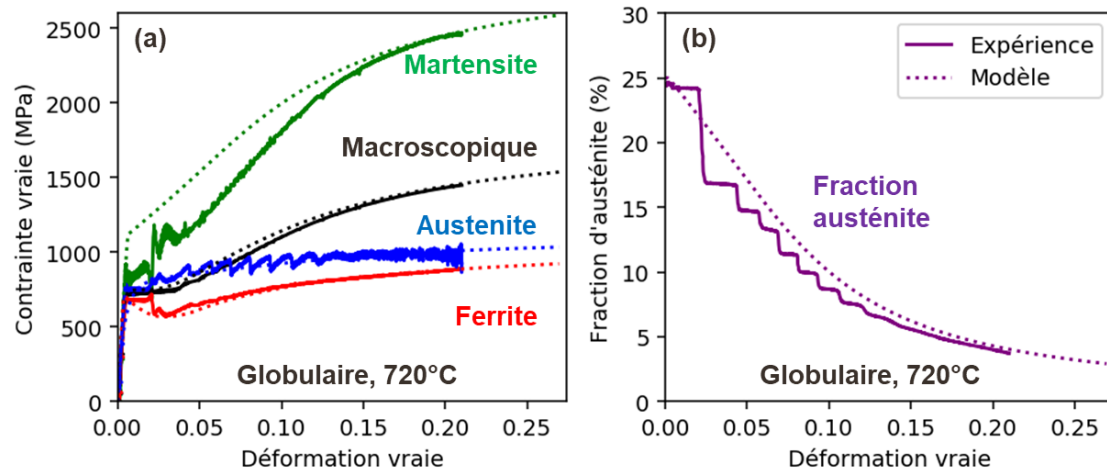 (a)
Martensite
Macroscopique
Austenite
Ferrite
Globulaire, 720°C
Contrainte vraie (MPa)
2500
2000
1500
1000
500
0
0.00 0.05 0.10 0.15 0.20 0.25
Déformation vraie
(b)
Expérience
Modèle
Fraction
austénite
Globulaire, 720°C
Fraction d'austénite (%)
30
25
20
15
10
5
0
0.00 0.05 0.10 0.15 0.20 0.25
Déformation vraie